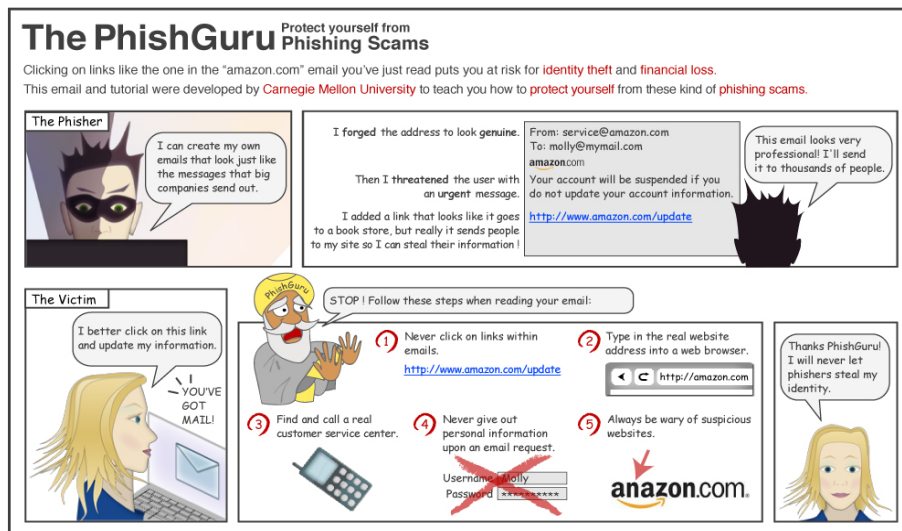 The PhishGuru Protect yourself from
Phishing Scams
Clicking on links like the one in the “amazon.com” email you’ve just read puts you at risk for identity theft and financial loss.
This email and tutorial were developed by Carnegie Mellon University to teach you how to protect yourself from these kind of phishing scams.
The Phisher
I can create my own
emails that look just like
the messages that big
companies send out.
I forged the address to look genuine.
Then I threatened the user with
an urgent message.
I added a link that looks like it goes
to a book store, but really it sends people
to my site so I can steal their information !
From: service@amazon.com
To: molly@mymail.com
amazon.com
Your account will be suspended if you
do not update your account information.
http://www.amazon.com/update
This email looks very
professional! I'll send
it to thousands of people.
The Victim
I better click on this link
and update my information.
YOU'VE
GOT
MAIL!
PhishGuru
STOP ! Follow these steps when reading your email:
1 Never click on links within
emails.
http://www.amazon.com/update
2 Type in the real website
address into a web browser.
http://amazon.com
3 Find and call a real
customer service center.
4 Never give out
personal information
upon an email request.
Username Molly
Password **********
5 Always be wary of suspicious
websites.
anazon.com.
Thanks PhishGuru!
I will never let
phishers steal my
identity.